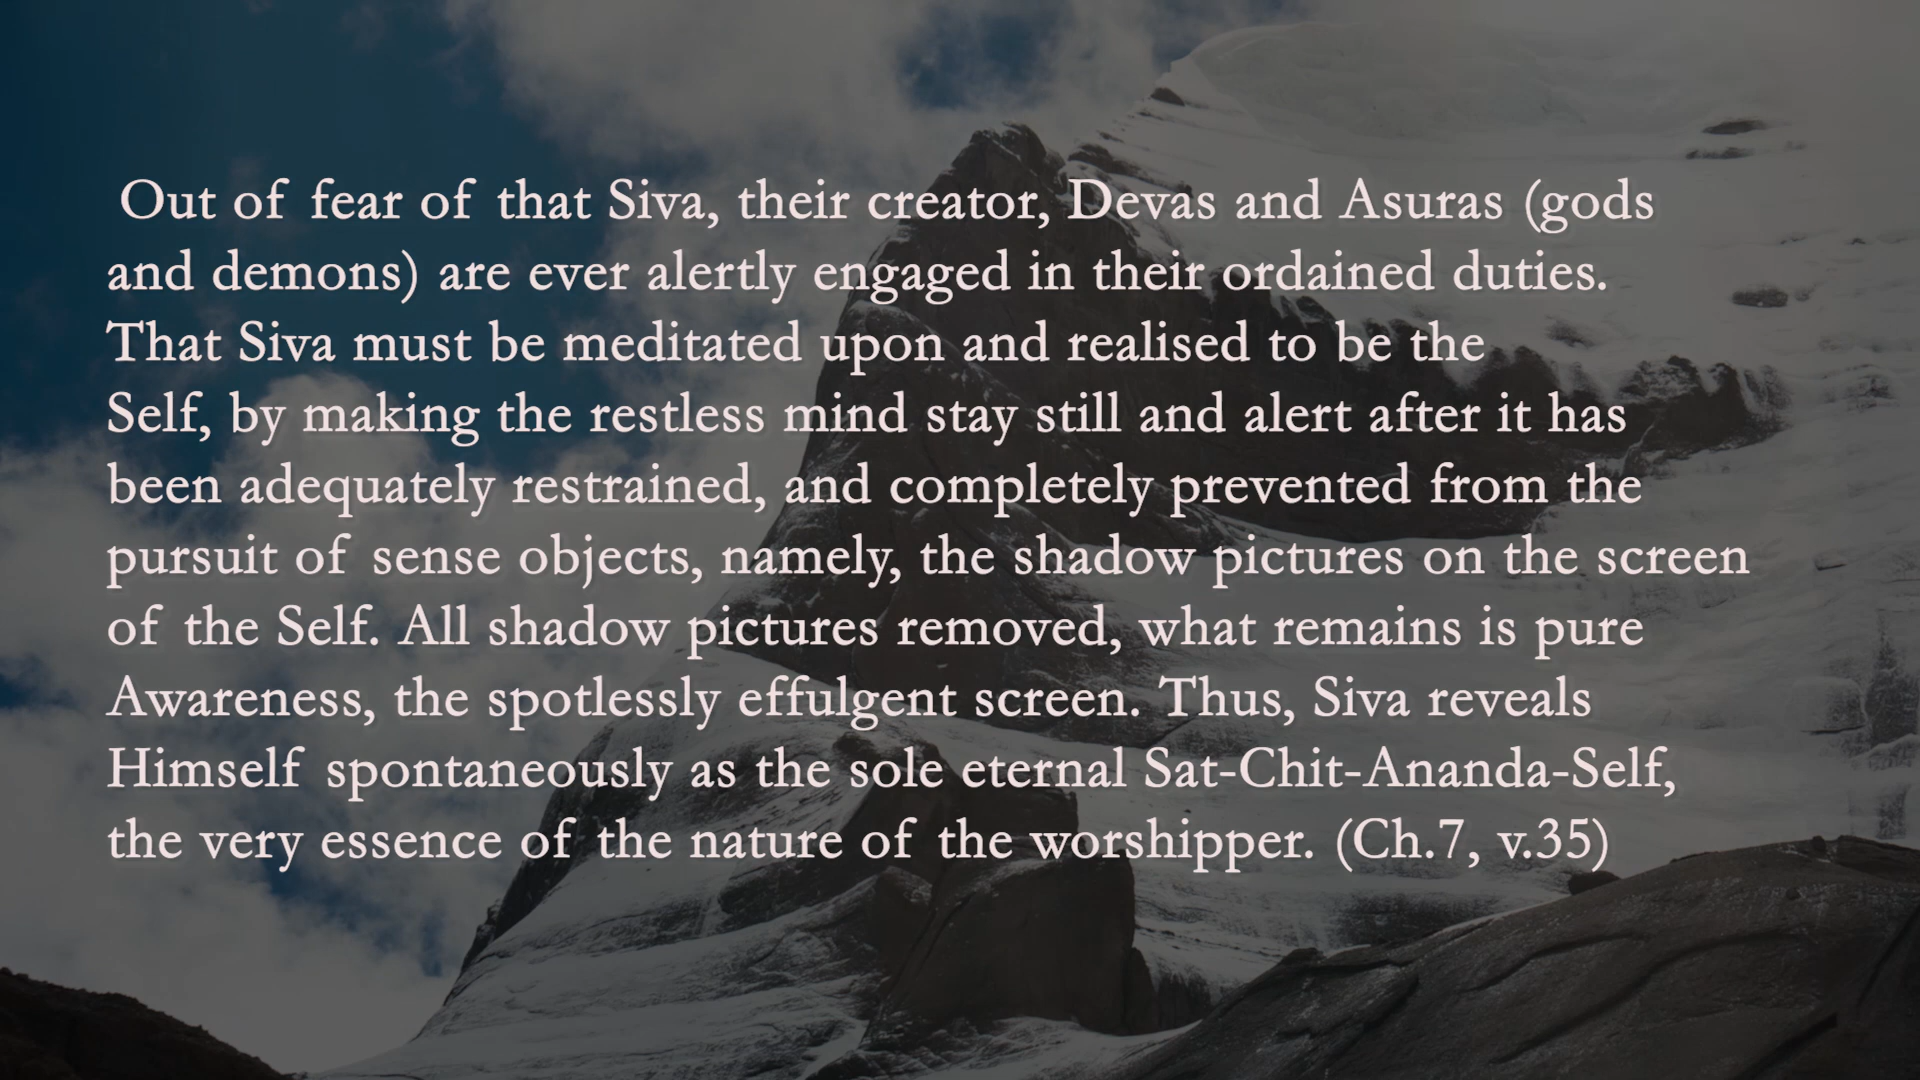 Out of fear of that Siva, their creator, Devas and Asuras (gods
and demons) are ever alertly engaged in their ordained duties.
That Siva must be meditated upon and realised to be the
Self, by making the restless mind stay still and alert after it has
been adequately restrained, and completely prevented from the
pursuit of sense objects, namely, the shadow pictures on the screen
of the Self. All shadow pictures removed, what remains is pure
Awareness, the spotlessly effulgent screen. Thus, Siva reveals
Himself spontaneously as the sole eternal Sat-Chit-Ananda-Self,
the very essence of the nature of the worshipper. (Ch.7, v.35)